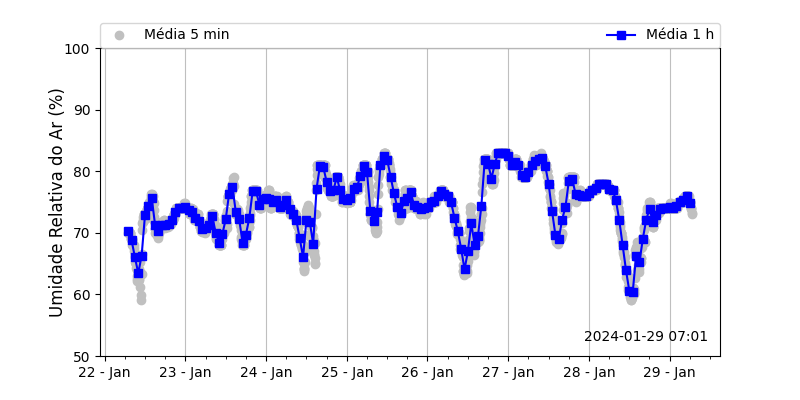 Média 5 min
Média 1 h
Umidade Relativa do Ar (%)
100
90
80
70
60
50
2024-01-29 07:01
22 - Jan
23 - Jan
24 - Jan
25 - Jan
26 - Jan
27 - Jan
28 - Jan
29 - Jan